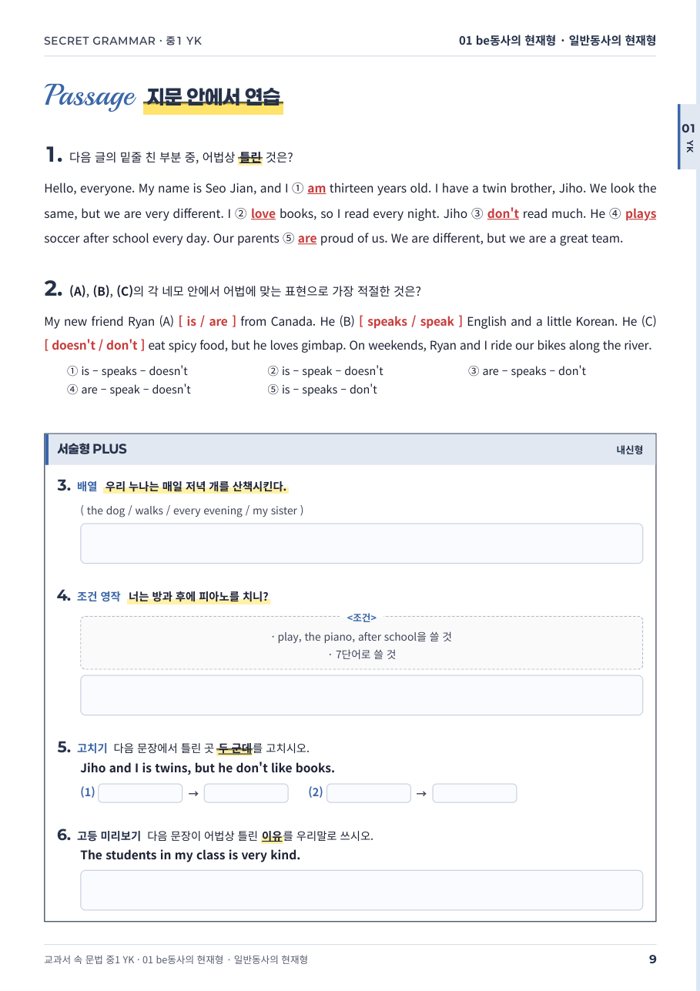 SECRET GRAMMAR · 중1 YK
01 be동사의 현재형 · 일반동사의 현재형
Passage 지문 안에서 연습
01
YK
1. 다음 글의 밑줄 친 부분 중, 어법상 틀린 것은?
Hello, everyone. My name is Seo Jian, and I ① am thirteen years old. I have a twin brother, Jiho. We look the
same, but we are very different. I ② love books, so I read every night. Jiho ③ don't read much. He ④ plays
soccer after school every day. Our parents ⑤ are proud of us. We are different, but we are a great team.
2. (A), (B), (C)의 각 네모 안에서 어법에 맞는 표현으로 가장 적절한 것은?
My new friend Ryan (A) [ is / are ] from Canada. He (B) [ speaks / speak ] English and a little Korean. He (C)
[ doesn't / don't ] eat spicy food, but he loves gimbap. On weekends, Ryan and I ride our bikes along the river.
① is – speaks – doesn't ② is – speak – doesn't ③ are – speaks – don't
④ are – speak – doesn't ⑤ is – speaks – don't
서술형 PLUS 내신형
3. 배열 우리 누나는 매일 저녁 개를 산책시킨다.
( the dog / walks / every evening / my sister )
4. 조건 영작 너는 방과 후에 피아노를 치니?
<조건>
· play, the piano, after school을 쓸 것
· 7단어로 쓸 것
5. 고치기 다음 문장에서 틀린 곳 두 군데를 고치시오.
Jiho and I is twins, but he don't like books.
(1) → (2) →
6. 고등 미리보기 다음 문장이 어법상 틀린 이유를 우리말로 쓰시오.
The students in my class is very kind.
교과서 속 문법 중1 YK · 01 be동사의 현재형 · 일반동사의 현재형
9